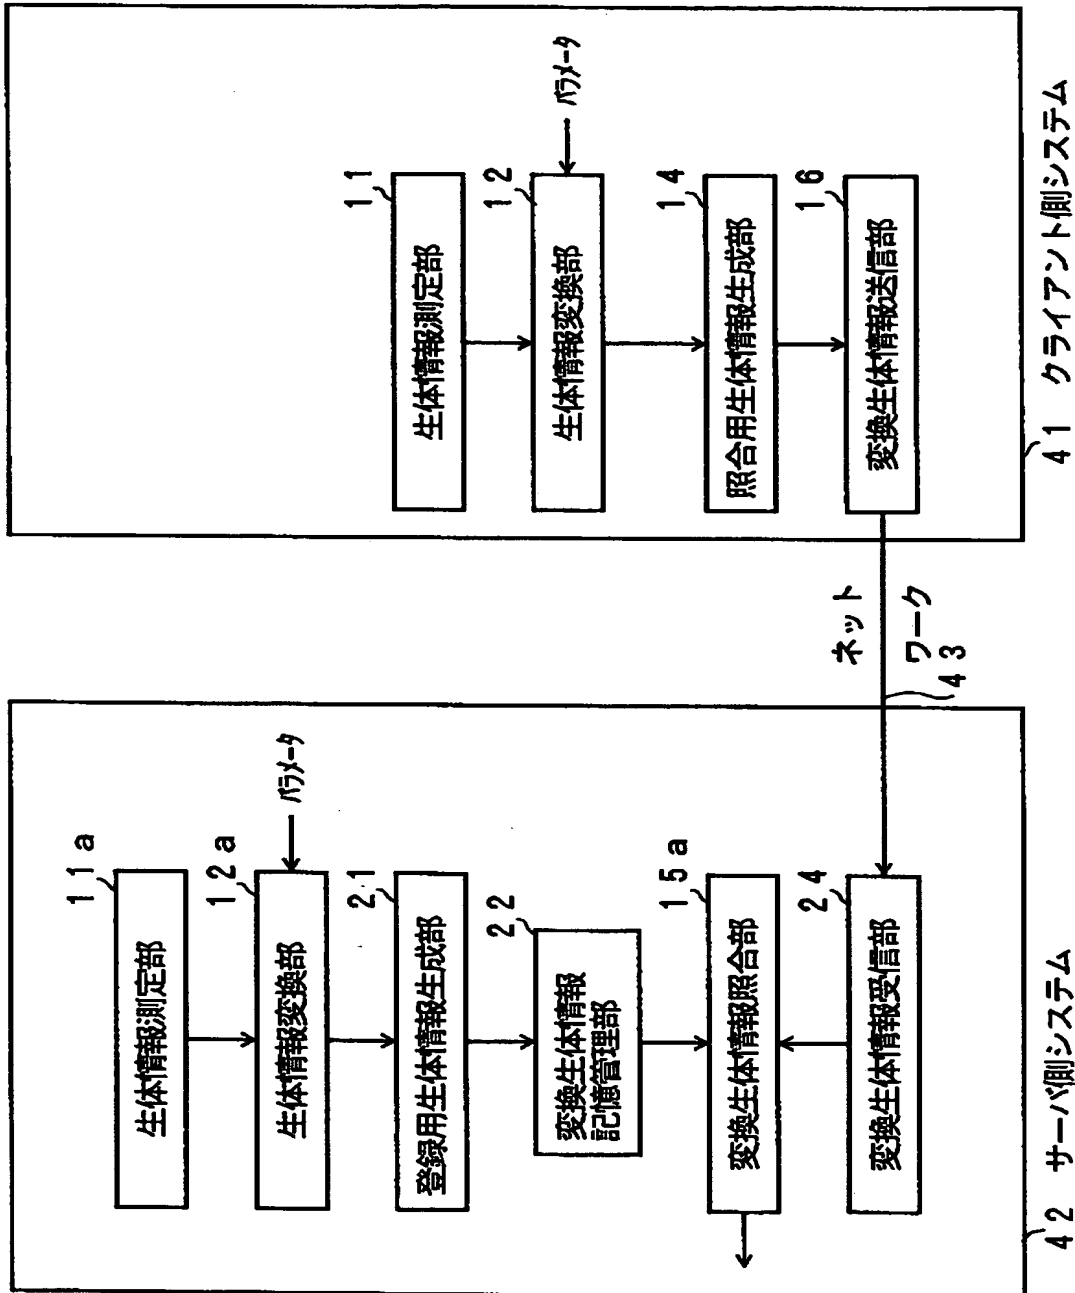 11a
生体情報測定部
12a
生体情報変換部
パラメータ
21
登録用生体情報生成部
22
変換生体情報
記憶管理部
15a
変換生体情報照合部
24
変換生体情報受信部
42 サーバ側システム
ネット
ワーク
43
11
生体情報測定部
12
生体情報変換部
パラメータ
14
照合用生体情報生成部
16
変換生体情報送信部
41 クライアント側システム